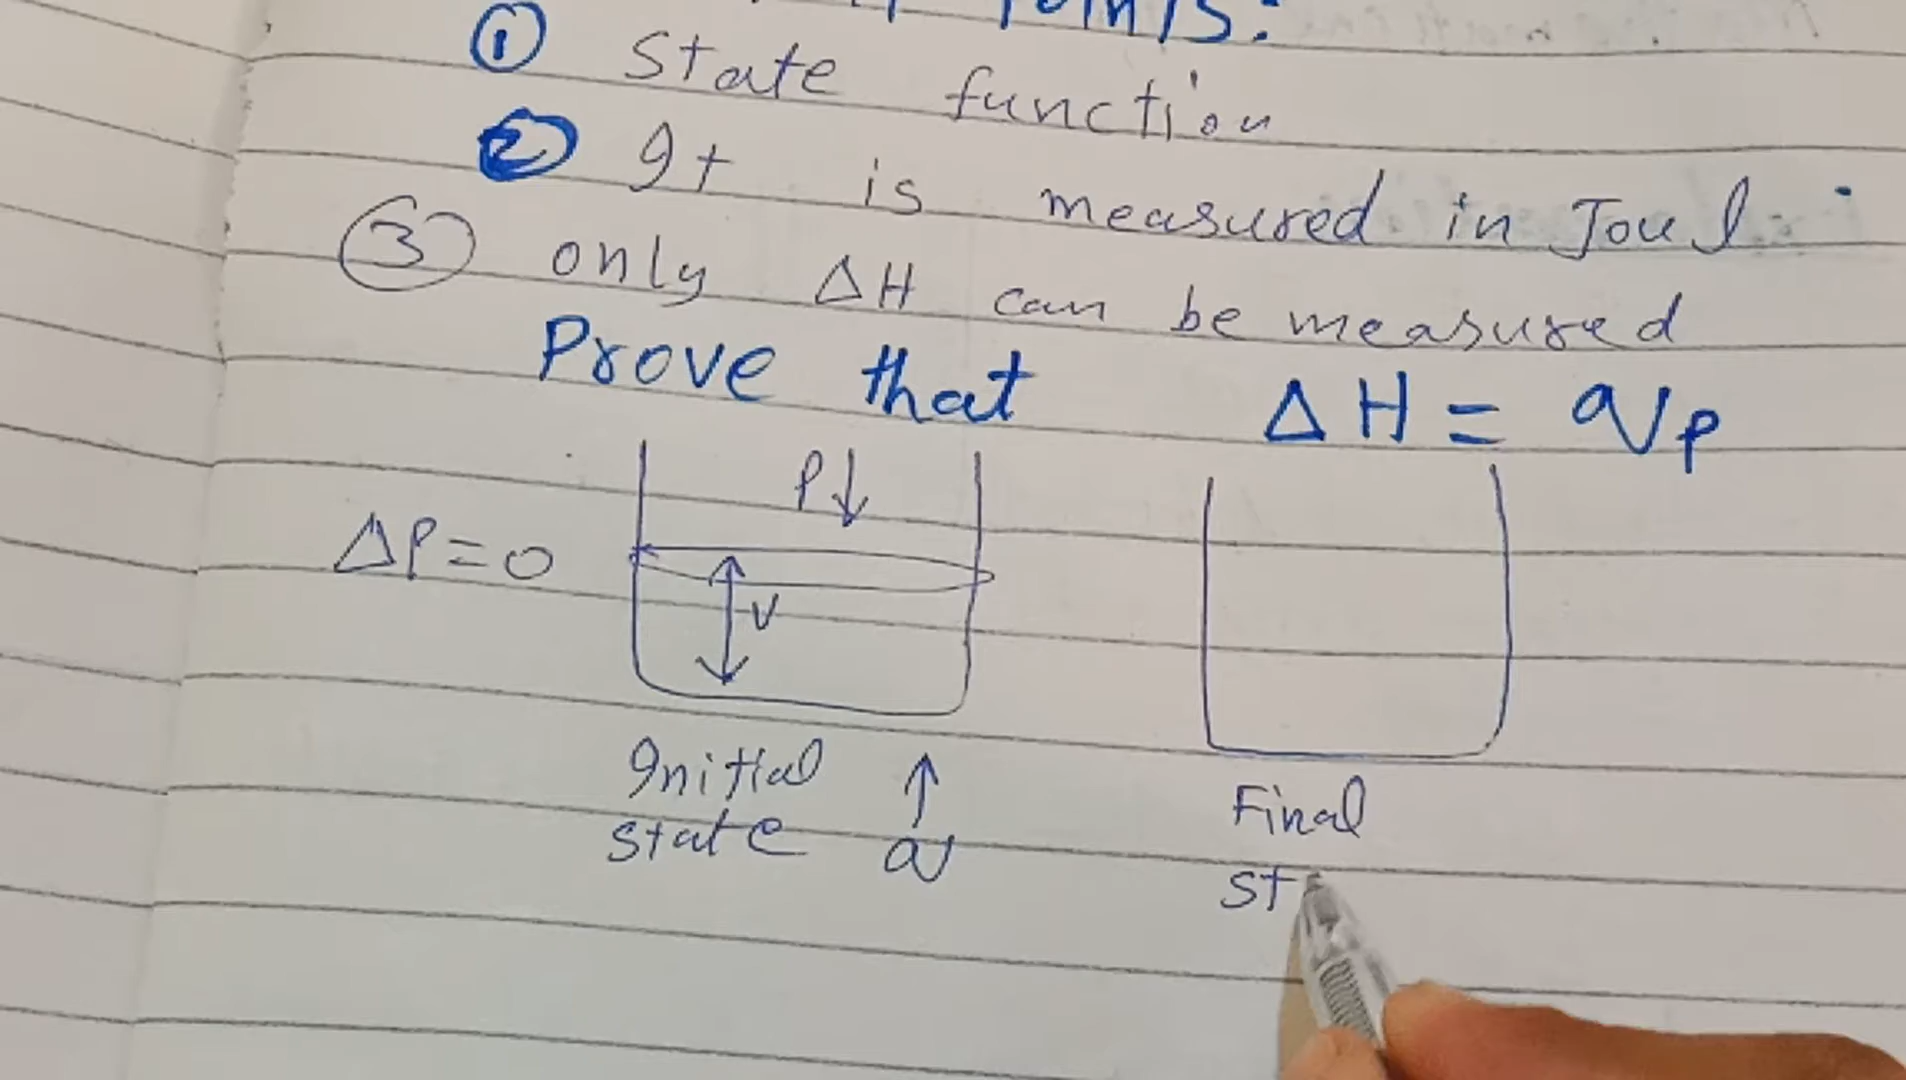 Points:
① State function
② It is measured in Joul.
③ only ΔH can be measured
Prove that ΔH = qp
P↓
ΔP=0
V
Initial ↑
state q
Final
st